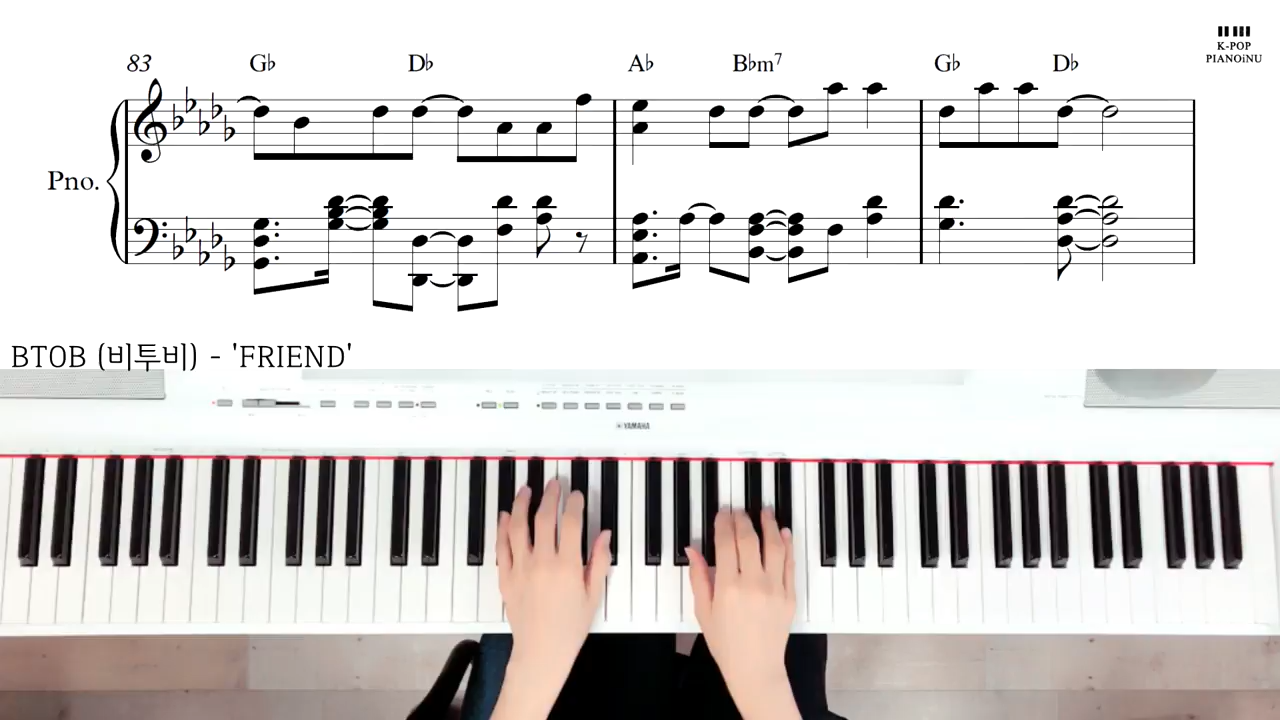 K-POP
PIANOiNU
83 G♭ D♭ A♭ B♭m7 G♭ D♭
Pno.
BTOB (비투비) - 'FRIEND'
YAMAHA